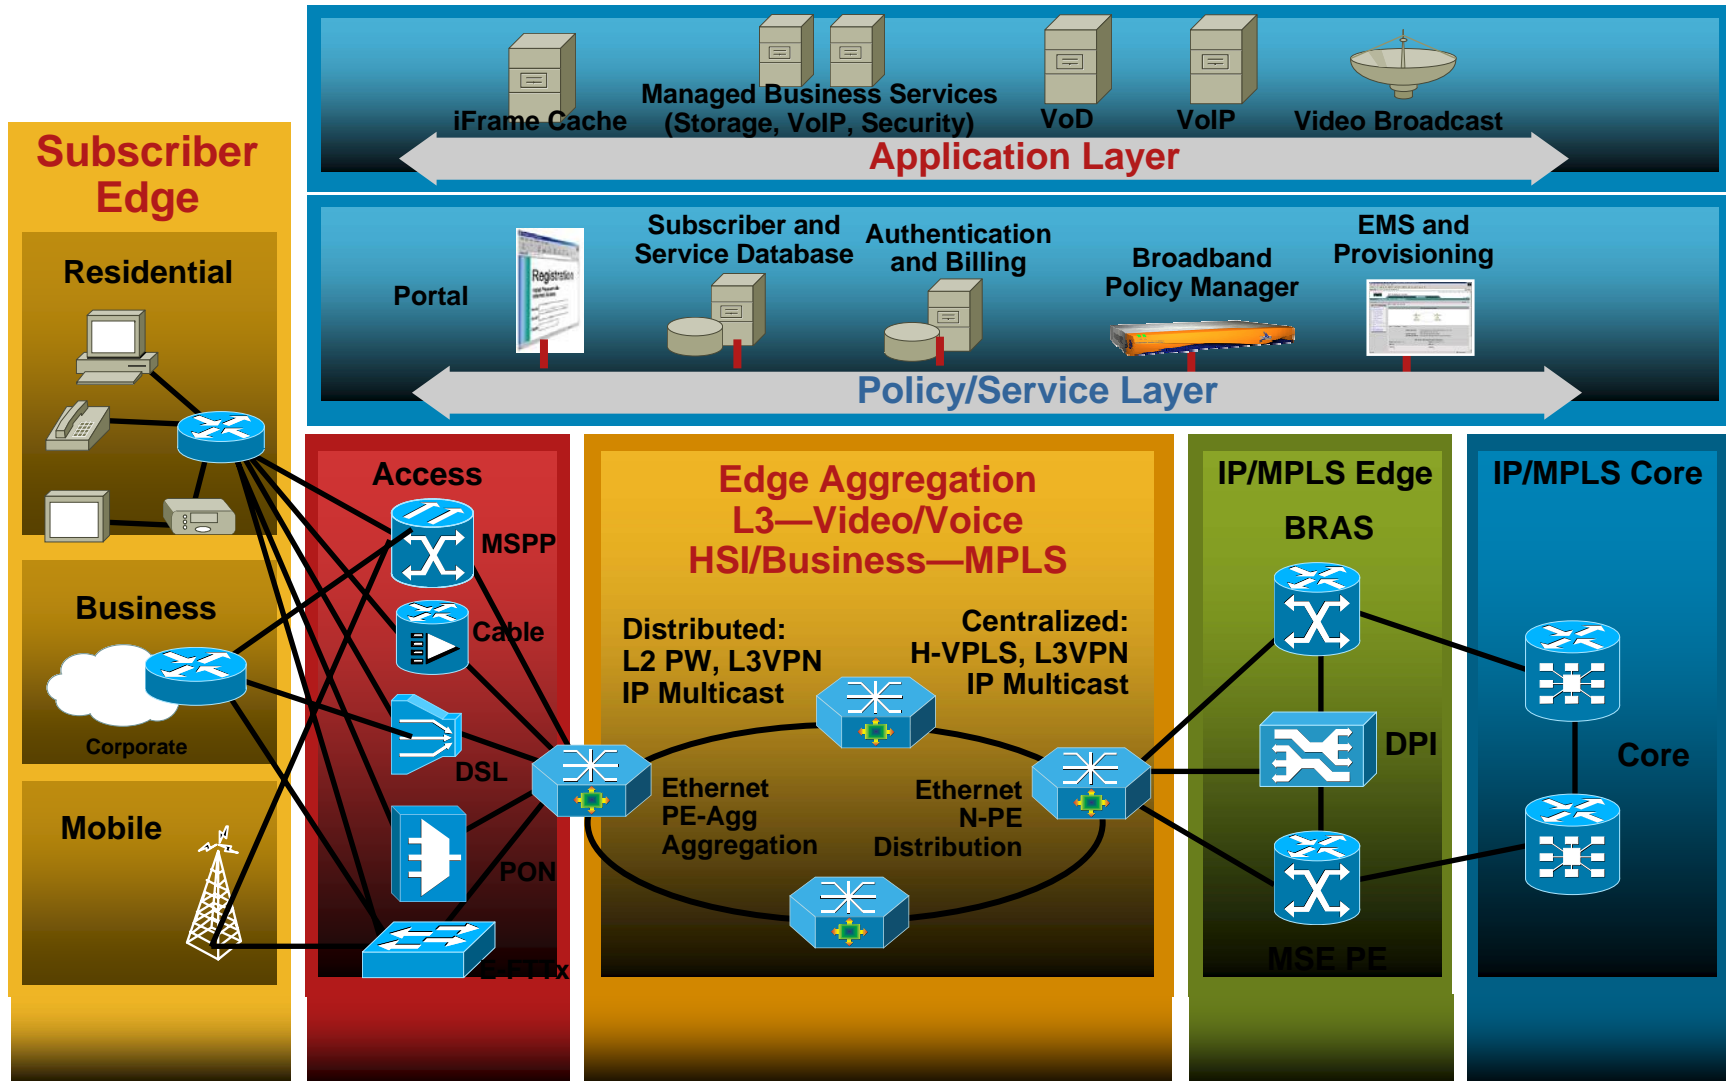 iFrame Cache
Managed Business Services
(Storage, VoIP, Security)
VoD
VoIP
Video Broadcast
Application Layer
Subscriber
Edge
Portal
Registration
Subscriber and
Service Database
Authentication
and Billing
Broadband
Policy Manager
EMS and
Provisioning
Policy/Service Layer
Residential
Business
Corporate
Mobile
Access
MSPP
Cable
DSL
PON
E-FTTx
Edge Aggregation
L3—Video/Voice
HSI/Business—MPLS
Distributed:
L2 PW, L3VPN
IP Multicast
Centralized:
H-VPLS, L3VPN
IP Multicast
Ethernet
PE-Agg
Aggregation
Ethernet
N-PE
Distribution
IP/MPLS Edge
BRAS
DPI
MSE PE
IP/MPLS Core
Core